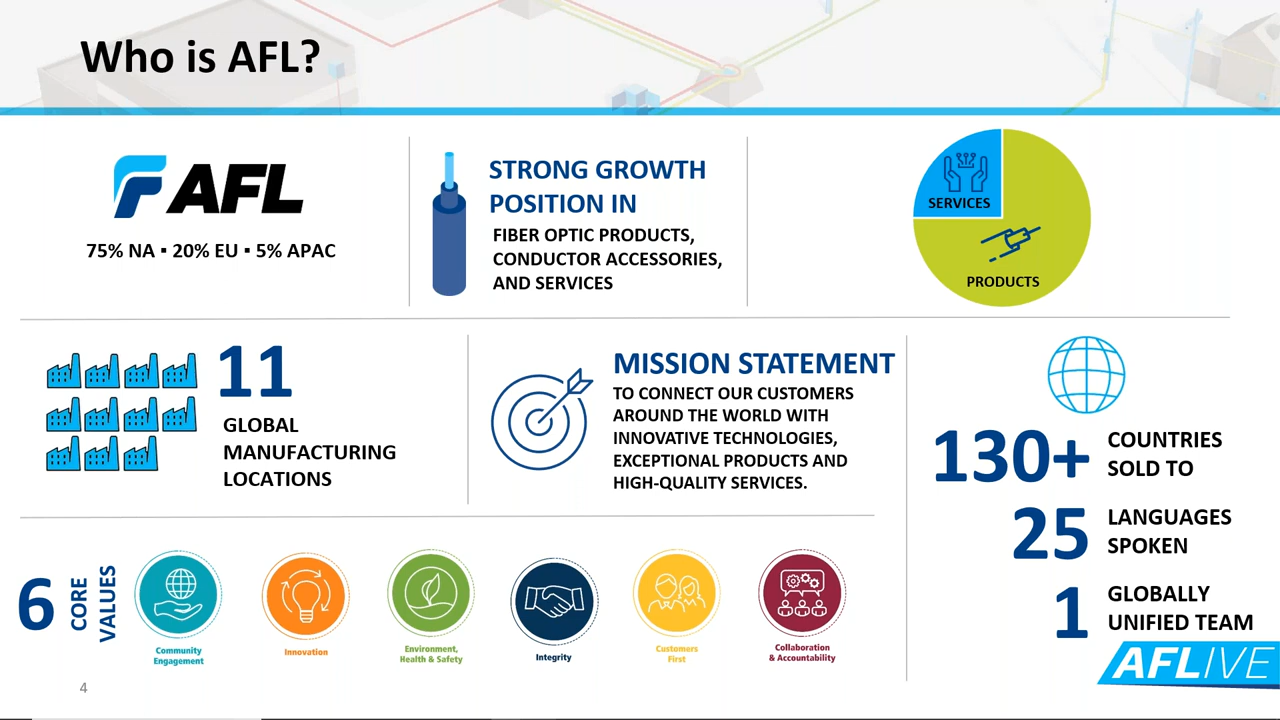 Who is AFL?
AFL
75% NA ▪ 20% EU ▪ 5% APAC
STRONG GROWTH
POSITION IN
FIBER OPTIC PRODUCTS,
CONDUCTOR ACCESSORIES,
AND SERVICES
SERVICES
PRODUCTS
11
GLOBAL
MANUFACTURING
LOCATIONS
MISSION STATEMENT
TO CONNECT OUR CUSTOMERS
AROUND THE WORLD WITH
INNOVATIVE TECHNOLOGIES,
EXCEPTIONAL PRODUCTS AND
HIGH-QUALITY SERVICES.
130+
COUNTRIES
SOLD TO
25
LANGUAGES
SPOKEN
1
GLOBALLY
UNIFIED TEAM
6
CORE
VALUES
Community
Engagement
Innovation
Environment,
Health & Safety
Integrity
Customers
First
Collaboration
& Accountability
AFLIVE
4